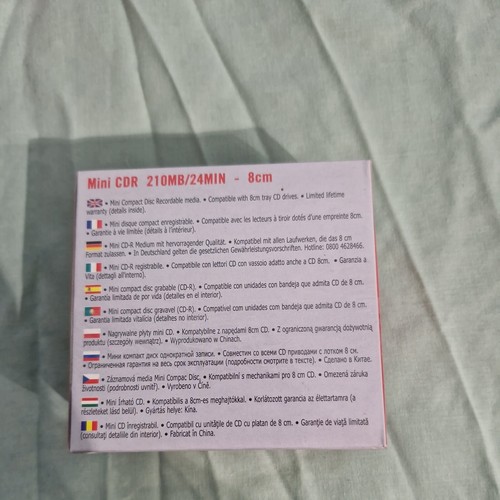 Mini CDR 210MB/24MIN - 8cm
• Mini Compact Disc Recordable media. • Compatible with 8cm tray CD drives. • Limited lifetime
warranty (details inside).
• Mini disque compact enregistrable. • Compatible avec les lecteurs à tiroir dotés d'une empreinte 8cm.
• Garantie à vie limitée (détails à l'intérieur).
• Mini CD-R Medium mit hervorragender Qualität. • Kompatibel mit allen Laufwerken, die das 8 cm
Format zulassen. • In Deutschland gelten die gesetzlich Gewährleistungsvorschriften. Hotline: 0800 4628466.
• Mini CD-R registrabile. • Compatibile con lettori CD con vassoio adatto anche a CD 8cm. • Garanzia a
Vita (dettagli all'interno).
• Mini compact disc grabable (CD-R). • Compatible con unidades con bandeja que admita CD de 8 cm.
• Garantia limitada de por vida (detalles en el interior).
• Mini compact disc gravavel (CD-R). • Compativel com unidades com bandeja que admita CD de 8 cm.
• Garantia limitada vitalícia (detalhes no interior).
• Nagrywalne płyty mini CD. • Kompatybilne z napędami 8cm CD. • Z ograniczoną gwarancją dożywotnią
produktu (szczegóły wewnątrz). • Wyprodukowano w Chinach.
• Мини компакт диск однократной записи. • Совместим со всеми CD приводами с лотком 8 см.
• Ограниченная гарантия на весь срок эксплуатации (подробности смотрите в тексте). • Сделано в Китае.
• Záznamová media Mini Compac Disc, • Kompatibilní s mechanikami pro 8 cm CD. • Omezená záruka
životnosti (podrobnosti uvnitř). • Vyrobeno v Číně.
• Mini Írható CD. • Kompatibilis a 8cm-es meghajtókkal. • Korlátozott garancia az élettartamra (a
részleteket lásd belül). • Gyártás helye: Kína.
• Mini CD înregistrabil. • Compatibil cu unităţile de CD cu platan de 8 cm. • Garanţie de viaţă limitată
(consultaţi detaliile din interior). • Fabricat în China.